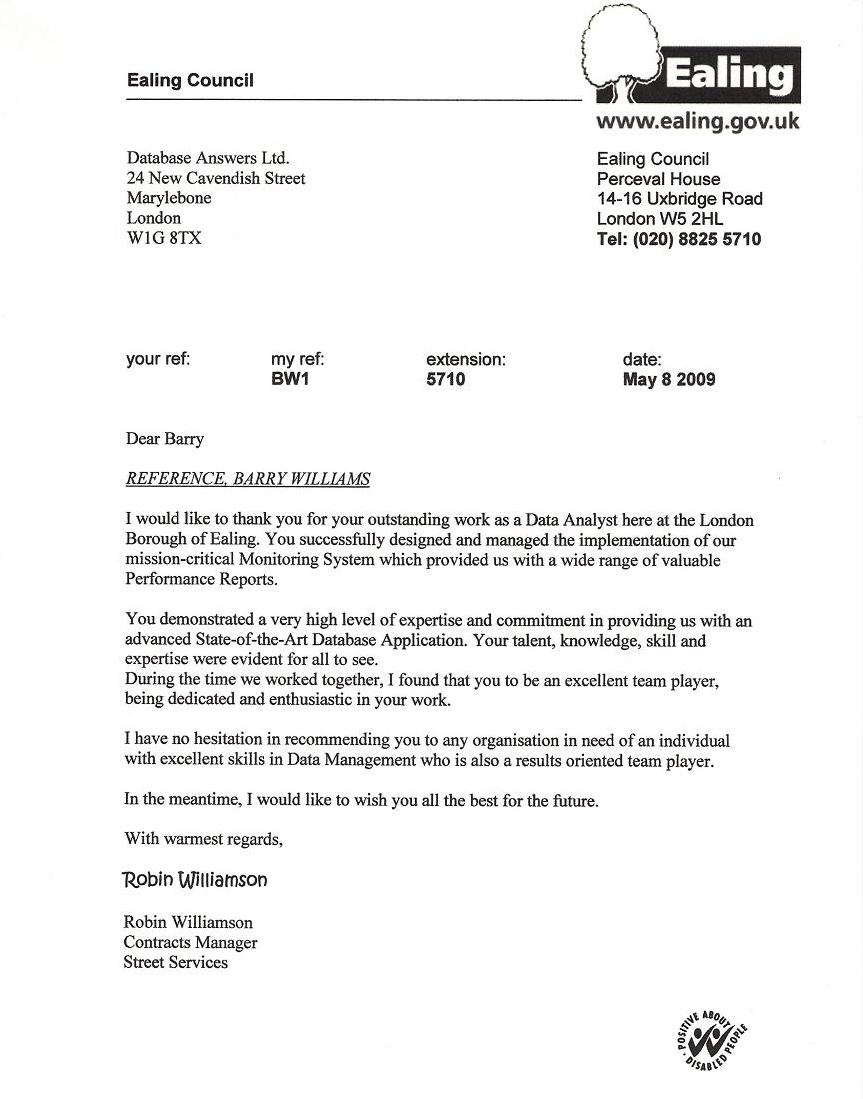 Ealing Council
Ealing
www.ealing.gov.uk
Database Answers Ltd.
24 New Cavendish Street
Marylebone
London
W1G 8TX
Ealing Council
Perceval House
14-16 Uxbridge Road
London W5 2HL
Tel: (020) 8825 5710
your ref: my ref: extension: date:
BW1 5710 May 8 2009
Dear Barry
REFERENCE, BARRY WILLIAMS
I would like to thank you for your outstanding work as a Data Analyst here at the London
Borough of Ealing. You successfully designed and managed the implementation of our
mission-critical Monitoring System which provided us with a wide range of valuable
Performance Reports.
You demonstrated a very high level of expertise and commitment in providing us with an
advanced State-of-the-Art Database Application. Your talent, knowledge, skill and
expertise were evident for all to see.
During the time we worked together, I found that you to be an excellent team player,
being dedicated and enthusiastic in your work.
I have no hesitation in recommending you to any organisation in need of an individual
with excellent skills in Data Management who is also a results oriented team player.
In the meantime, I would like to wish you all the best for the future.
With warmest regards,
Robin Williamson
Robin Williamson
Contracts Manager
Street Services
POSITIVE ABOUT
DISABLED PEOPLE